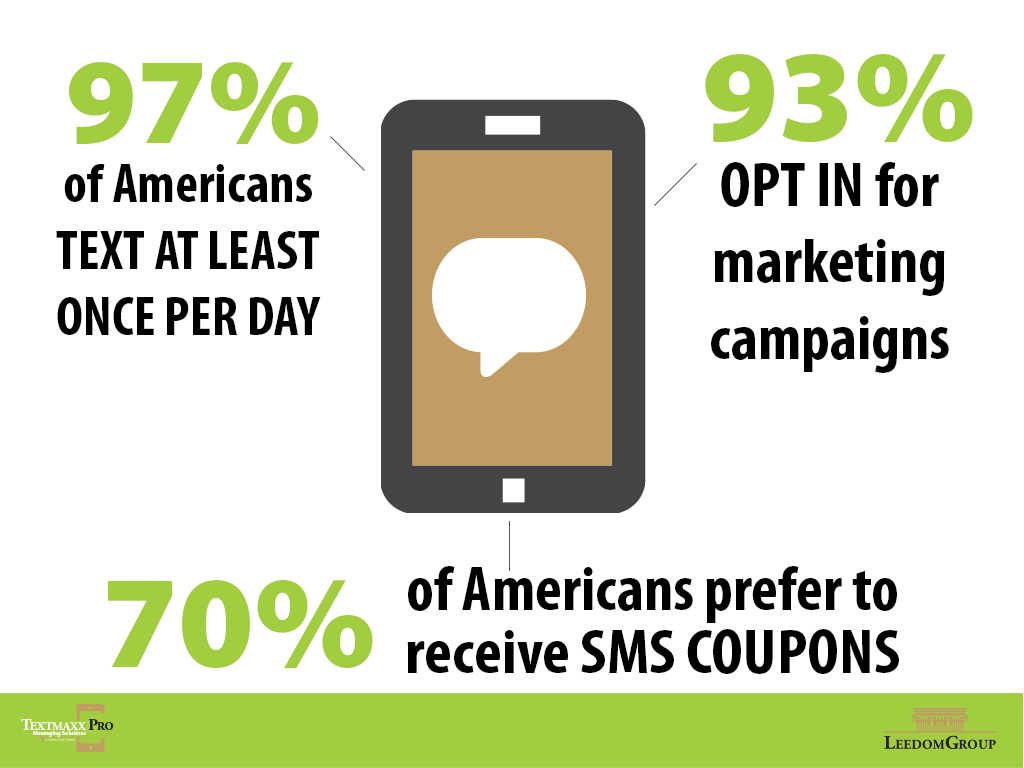 97%
of Americans
TEXT AT LEAST
ONCE PER DAY
93%
OPT IN for
marketing
campaigns
70%
of Americans prefer to
receive SMS COUPONS
TEXTMAXX PRO
Messaging Solutions
LEEDOMGROUP